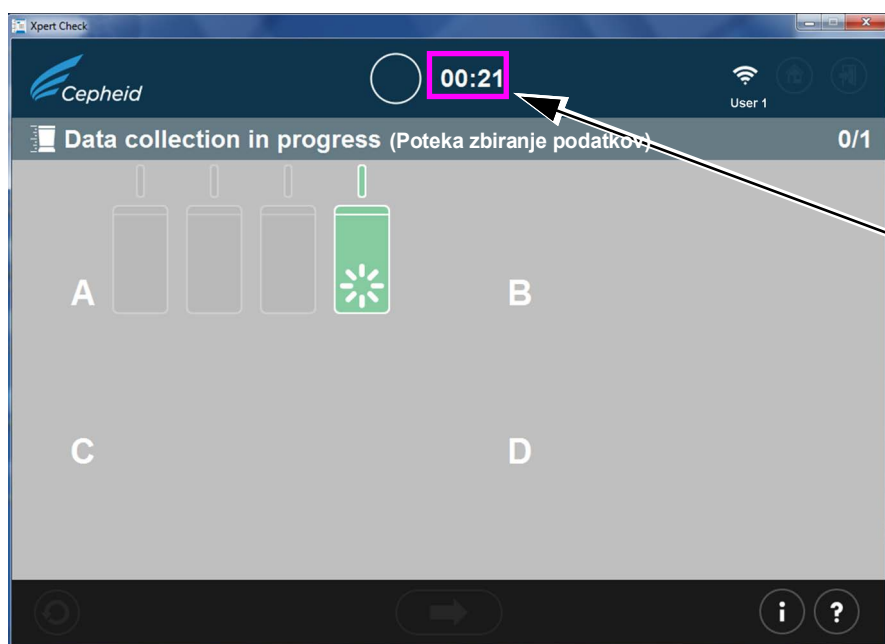 Xpert Check
Cepheid
00:21
User 1
Data collection in progress (Poteka zbiranje podatkov)
0/1
A
B
C
D
i
?